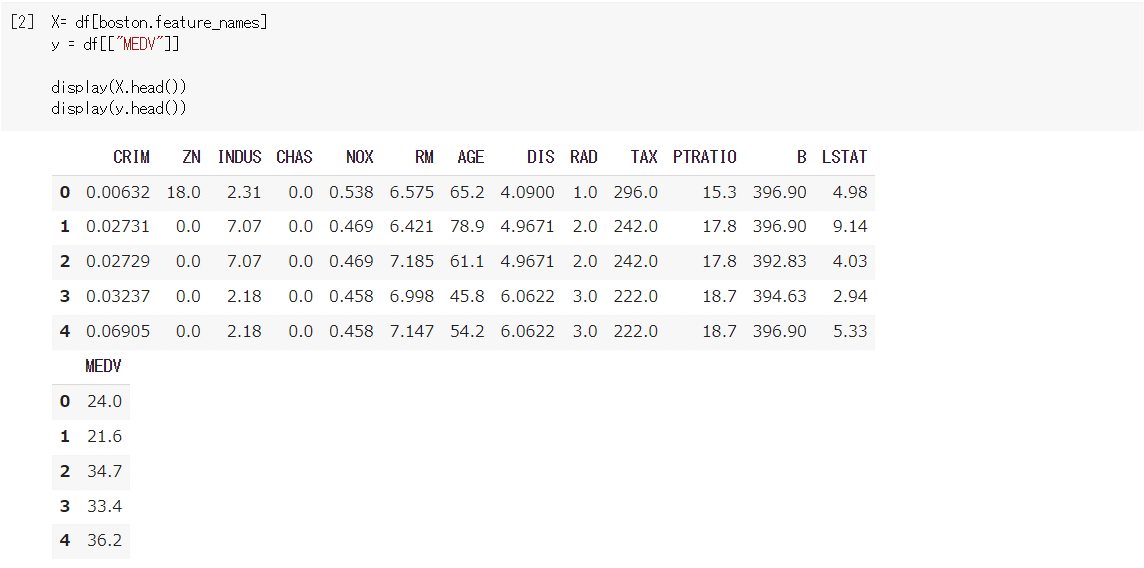 [2] X= df[boston.feature_names]
y = df[["MEDV"]]
display(X.head())
display(y.head())
CRIM ZN INDUS CHAS NOX RM AGE DIS RAD TAX PTRATIO B LSTAT
0 0.00632 18.0 2.31 0.0 0.538 6.575 65.2 4.0900 1.0 296.0 15.3 396.90 4.98
1 0.02731 0.0 7.07 0.0 0.469 6.421 78.9 4.9671 2.0 242.0 17.8 396.90 9.14
2 0.02729 0.0 7.07 0.0 0.469 7.185 61.1 4.9671 2.0 242.0 17.8 392.83 4.03
3 0.03237 0.0 2.18 0.0 0.458 6.998 45.8 6.0622 3.0 222.0 18.7 394.63 2.94
4 0.06905 0.0 2.18 0.0 0.458 7.147 54.2 6.0622 3.0 222.0 18.7 396.90 5.33
MEDV
0 24.0
1 21.6
2 34.7
3 33.4
4 36.2